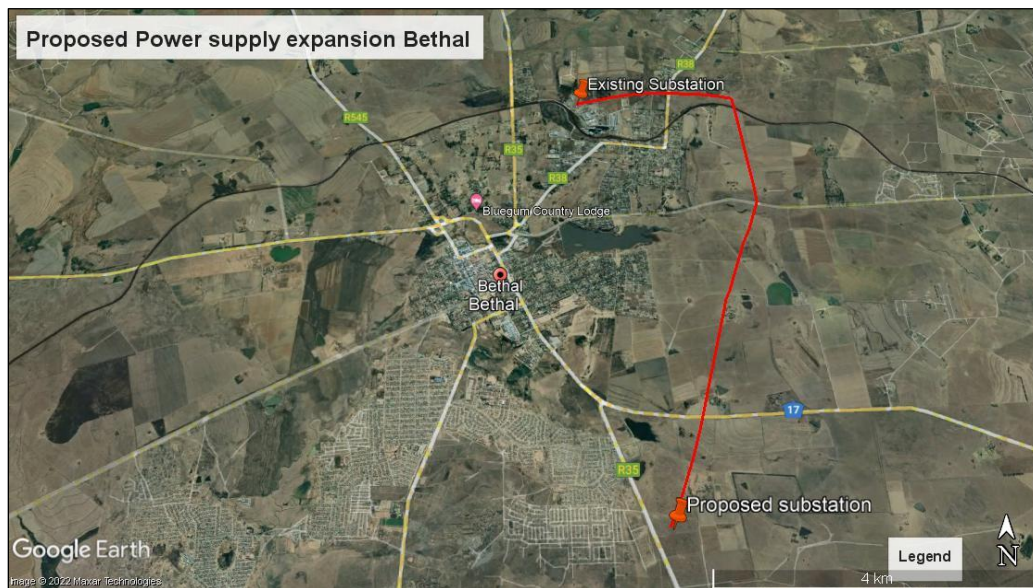 Proposed Power supply expansion Bethal
R38
Existing Substation
R545
R35
R38
Bluegum Country Lodge
Bethal
Bethal
17
R35
Proposed substation
Google Earth
N
Legend
Image © 2022 Maxar Technologies
4 km